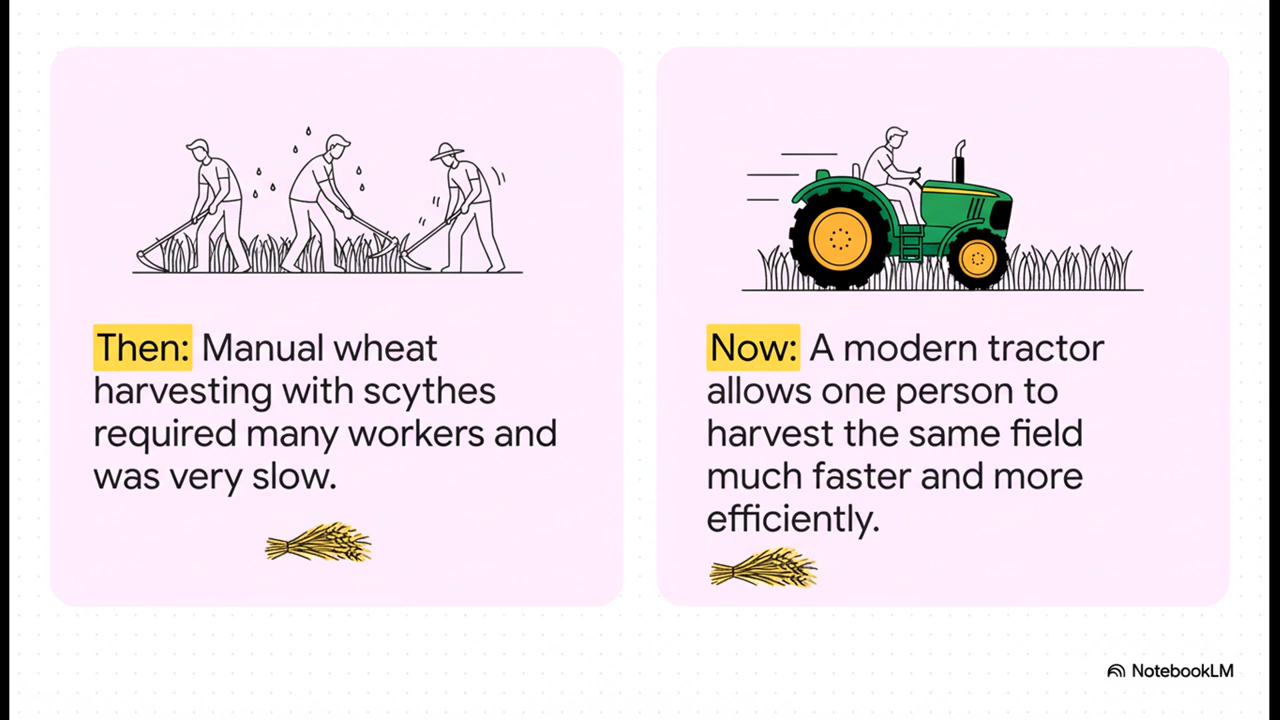 Then: Manual wheat
harvesting with scythes
required many workers and
was very slow.
Now: A modern tractor
allows one person to
harvest the same field
much faster and more
efficiently.
NotebookLM